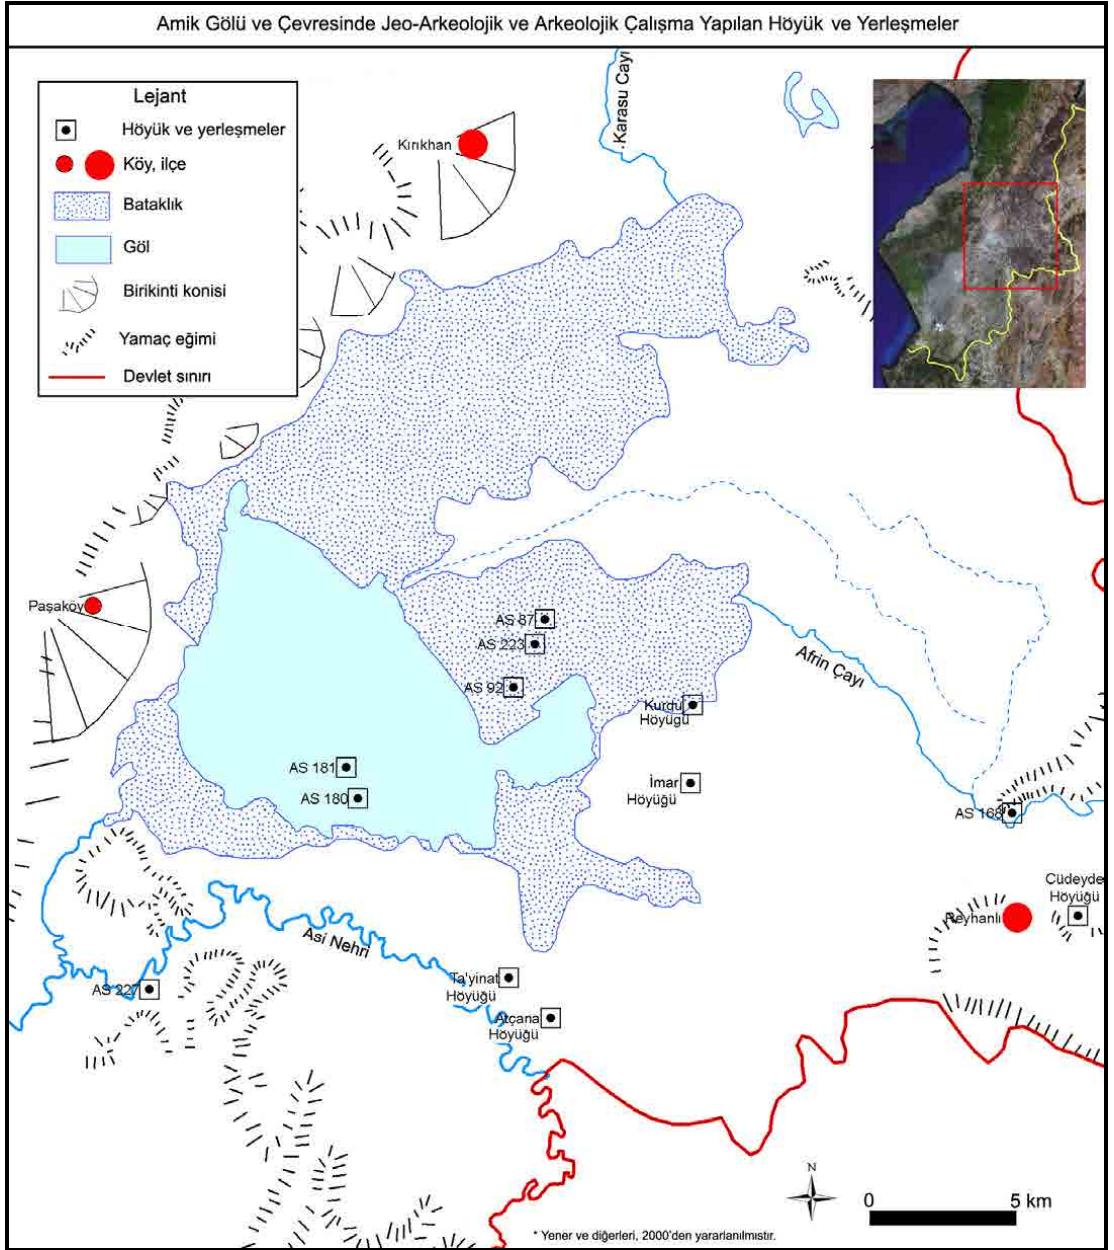 Amik Gölü ve Çevresinde Jeo-Arkeolojik ve Arkeolojik Çalışma Yapılan Höyük ve Yerleşmeler
Lejant
Höyük ve yerleşmeler
Köy, ilçe
Bataklık
Göl
Birikinti konisi
Yamaç eğimi
Devlet sınırı
Karasu Cayı
Kırıkhan
Paşaköy
AS 87
AS 223
AS 92
Kurdu
Höyüğü
Afrin Çayı
AS 181
AS 180
İmar
Höyüğü
AS 168
Cüdeyde
Höyüğü
Reyhanlı
Asi Nehri
AS 227
Ta'yinat
Höyüğü
Atçana
Höyüğü
N
0 5 km
* Yener ve diğerleri, 2000'den yararlanılmıstır.